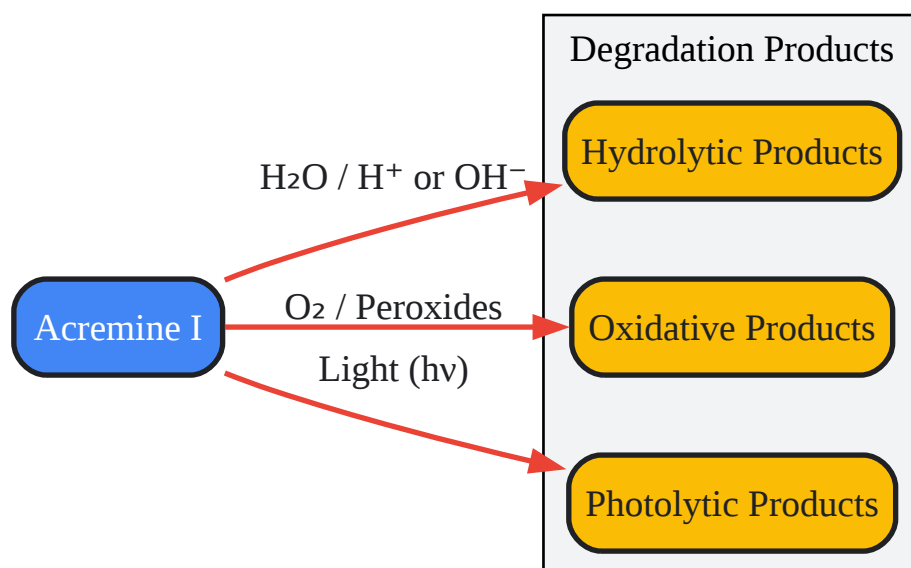 Degradation Products
Hydrolytic Products
H₂O / H⁺ or OH⁻
Acremine I
O₂ / Peroxides
Oxidative Products
Light (hν)
Photolytic Products